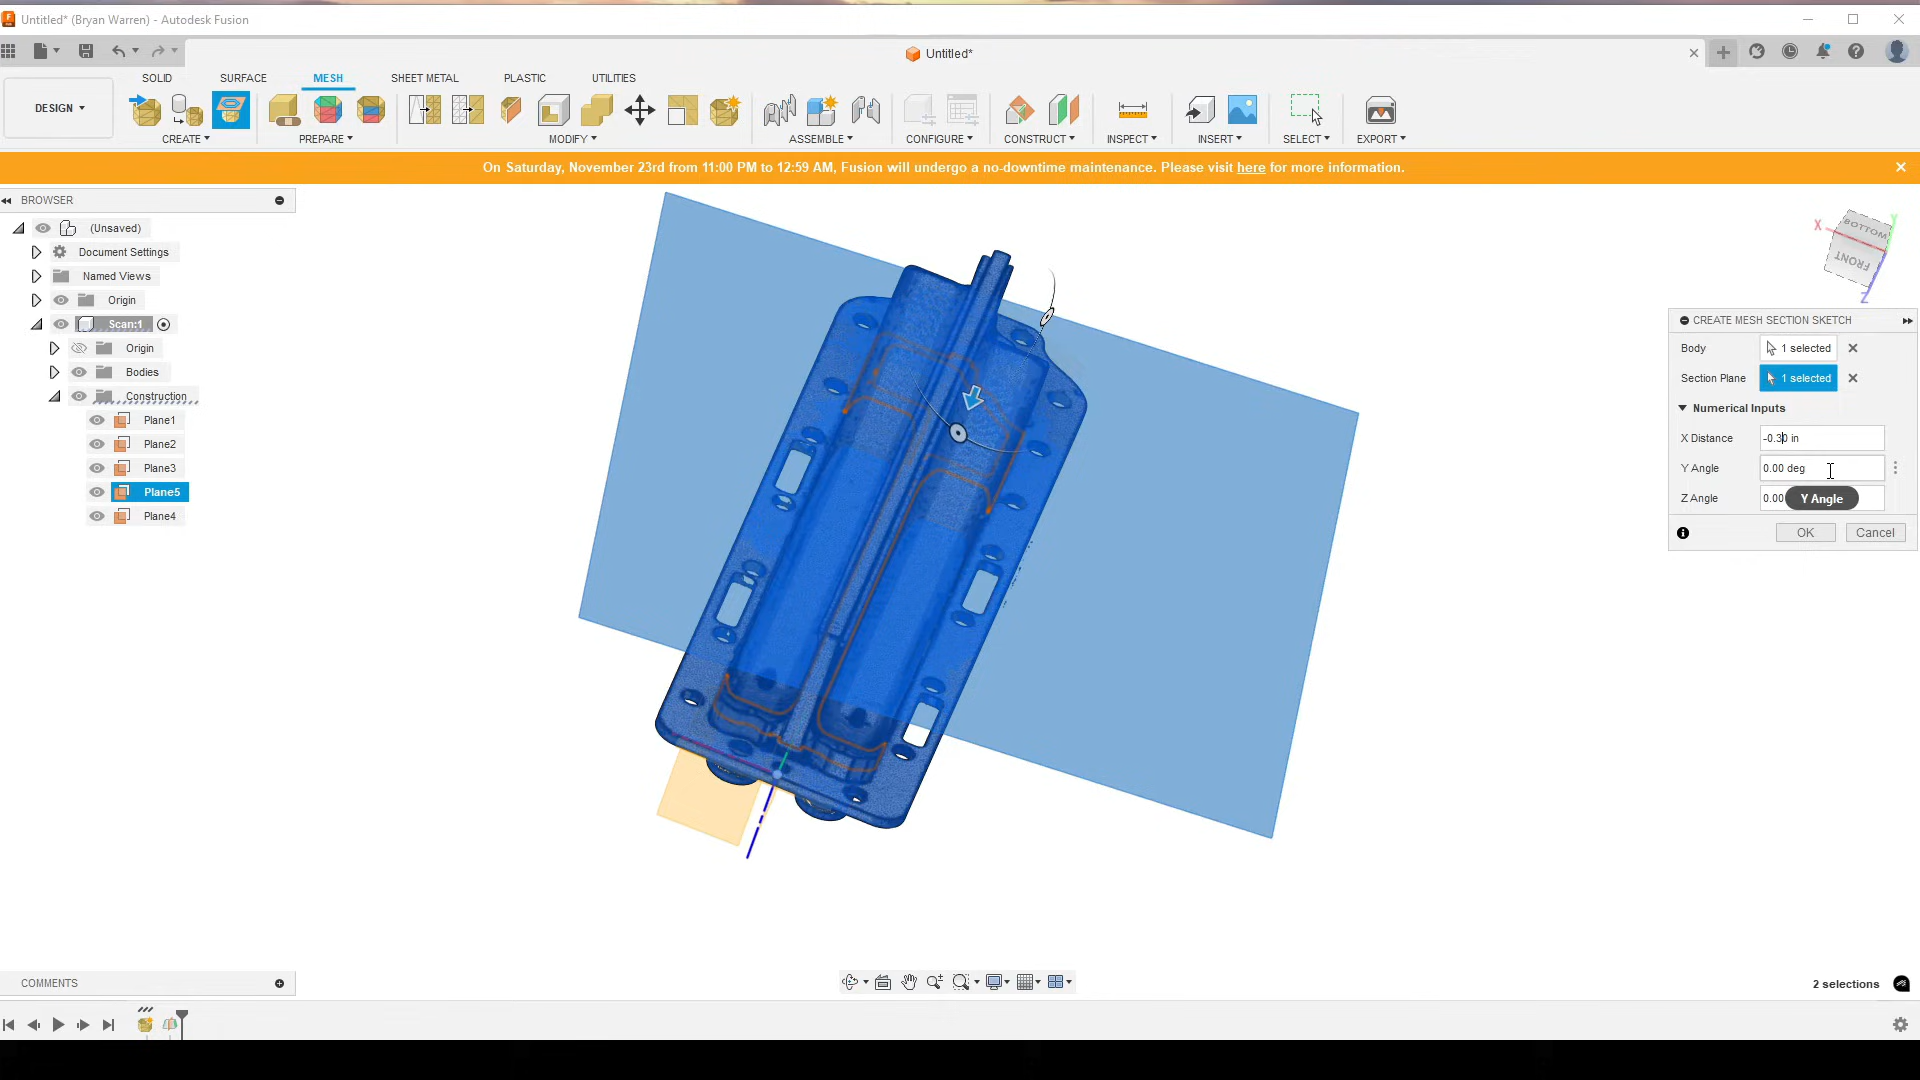 Untitled* (Bryan Warren) - Autodesk Fusion
Untitled*
SOLID SURFACE MESH SHEET METAL PLASTIC UTILITIES
DESIGN
CREATE PREPARE MODIFY ASSEMBLE CONFIGURE CONSTRUCT INSPECT INSERT SELECT EXPORT
On Saturday, November 23rd from 11:00 PM to 12:59 AM, Fusion will undergo a no-downtime maintenance. Please visit here for more information.
BROWSER
(Unsaved)
Document Settings
Named Views
Origin
Scan:1
Origin
Bodies
Construction
Plane1
Plane2
Plane3
Plane5
Plane4
X
Y
BOTTOM
FRONT
Z
CREATE MESH SECTION SKETCH
Body 1 selected
Section Plane 1 selected
Numerical Inputs
X Distance -0.30 in
Y Angle 0.00 deg
Z Angle 0.00
Y Angle
OK Cancel
COMMENTS
2 selections